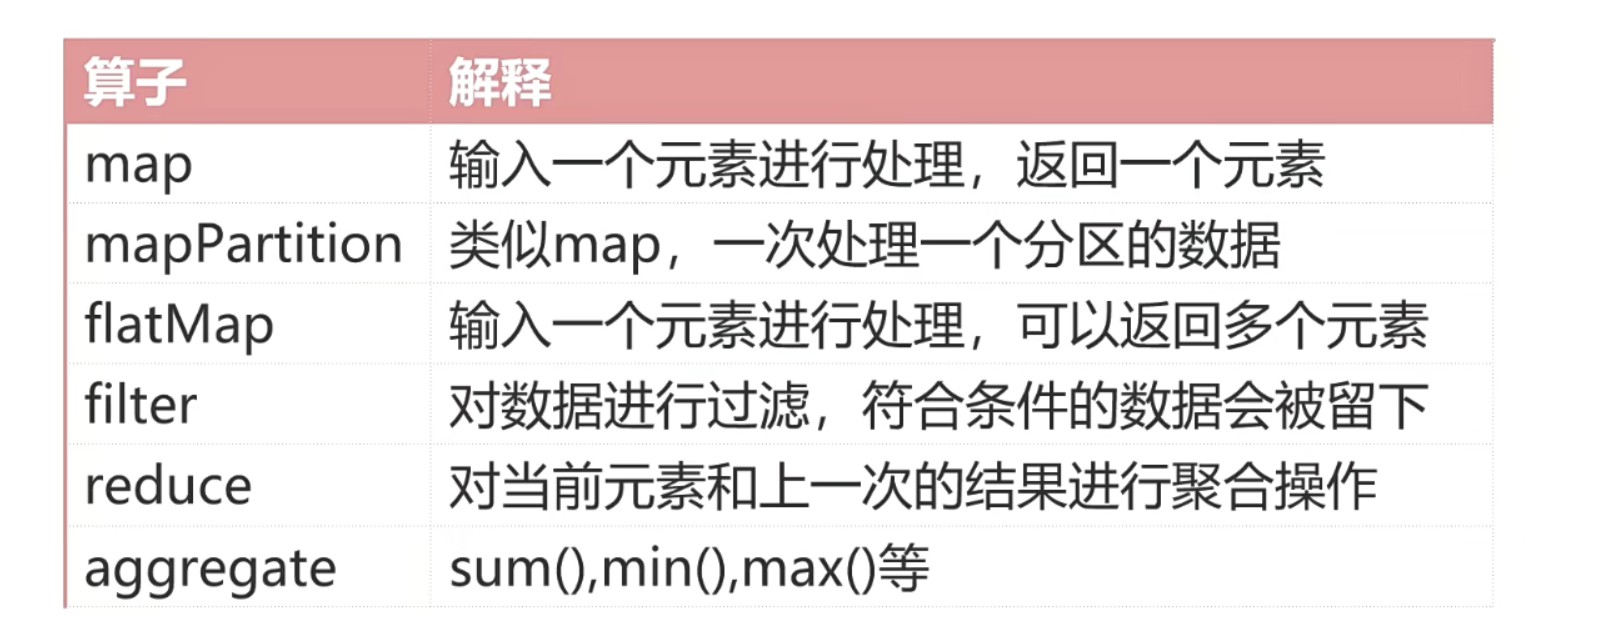 算子 解释
map 输入一个元素进行处理，返回一个元素
mapPartition 类似map，一次处理一个分区的数据
flatMap 输入一个元素进行处理，可以返回多个元素
filter 对数据进行过滤，符合条件的数据会被留下
reduce 对当前元素和上一次的结果进行聚合操作
aggregate sum(),min(),max()等